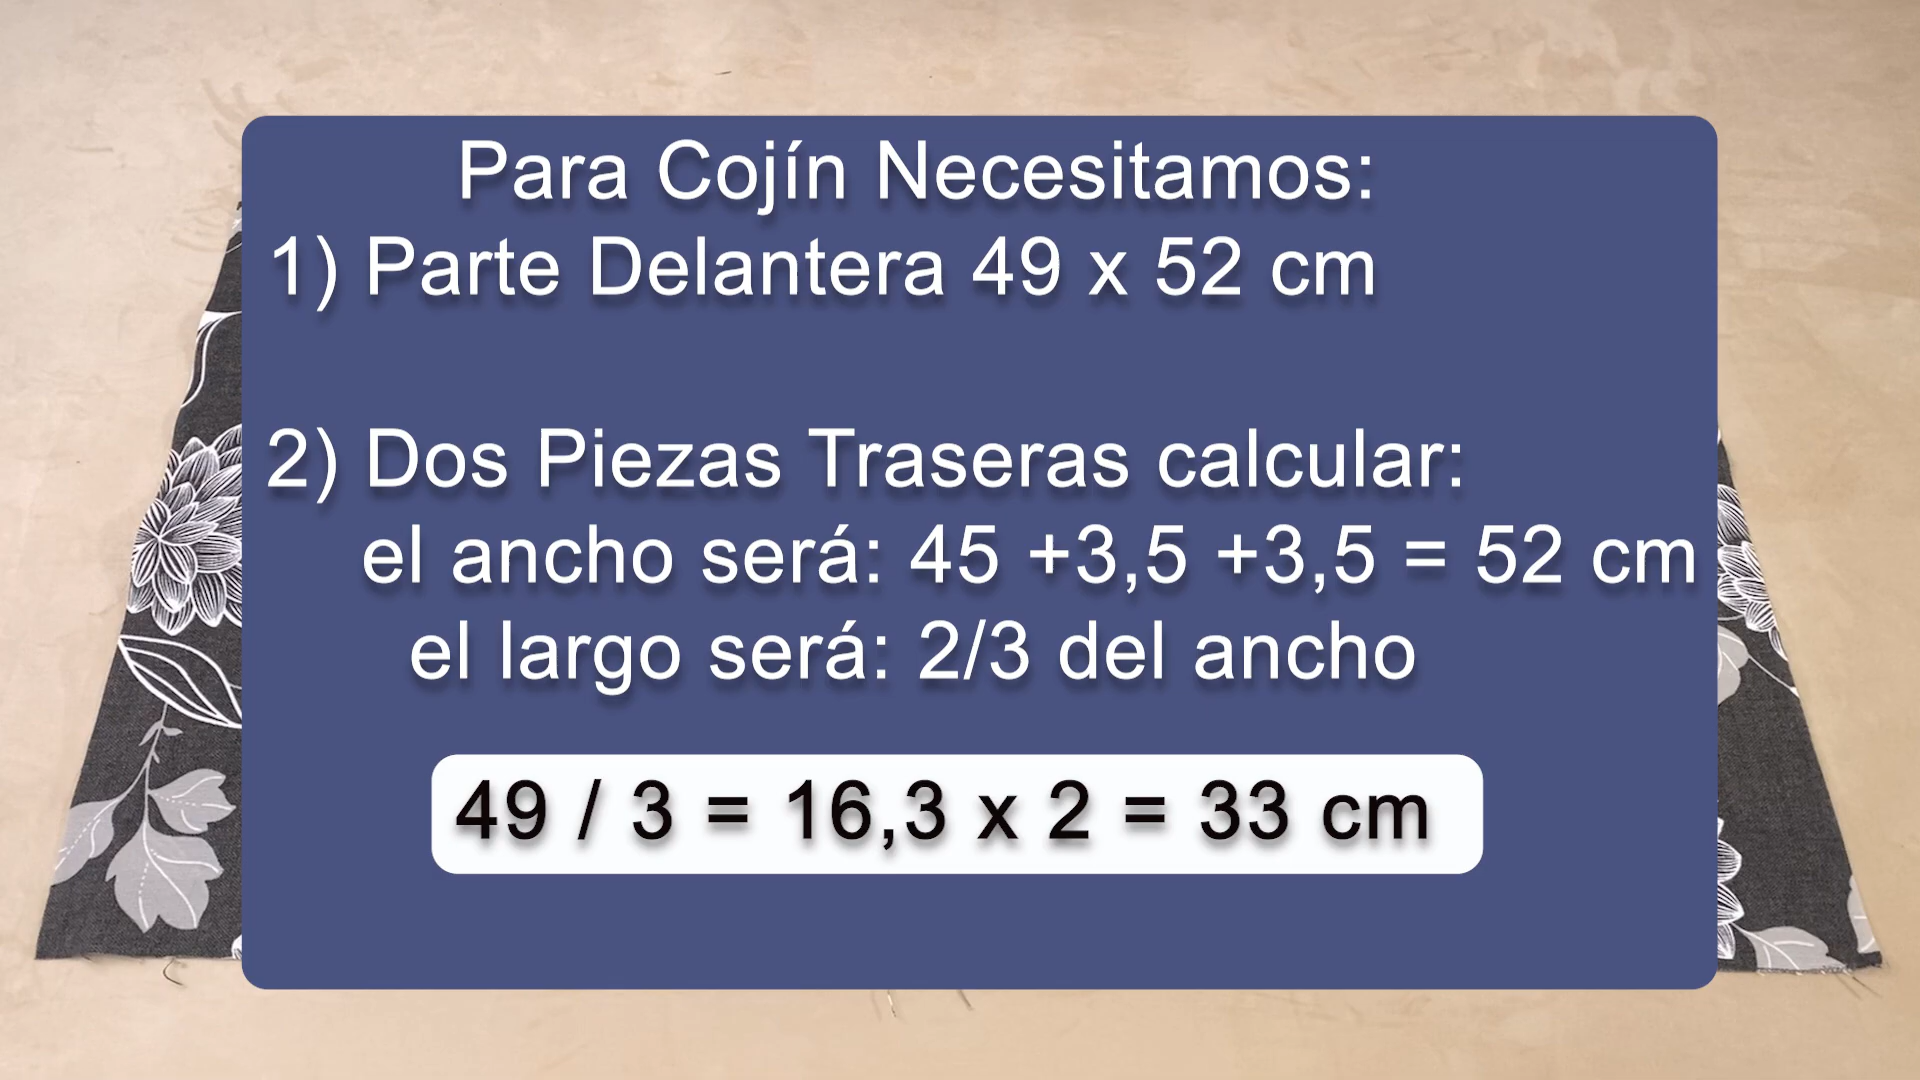 Para Cojín Necesitamos:
1) Parte Delantera 49 x 52 cm
2) Dos Piezas Traseras calcular:
el ancho será: 45 +3,5 +3,5 = 52 cm
el largo será: 2/3 del ancho
49 / 3 = 16,3 x 2 = 33 cm